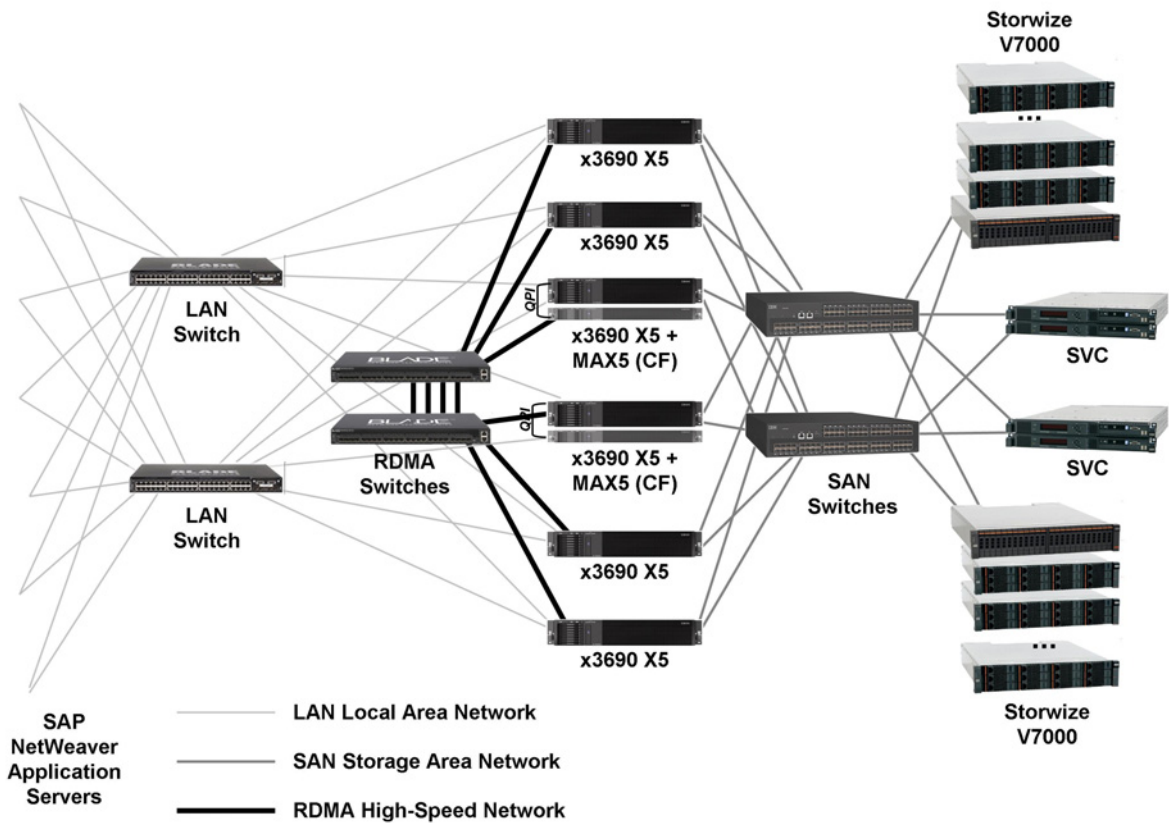 Storwize
V7000
x3690 X5
x3690 X5
BLADE
LAN
Switch
QPI
x3690 X5 +
MAX5 (CF)
SVC
BLADE
BLADE
RDMA
Switches
QPI
x3690 X5 +
MAX5 (CF)
SAN
Switches
SVC
BLADE
LAN
Switch
x3690 X5
x3690 X5
Storwize
V7000
SAP
NetWeaver
Application
Servers
LAN Local Area Network
SAN Storage Area Network
RDMA High-Speed Network